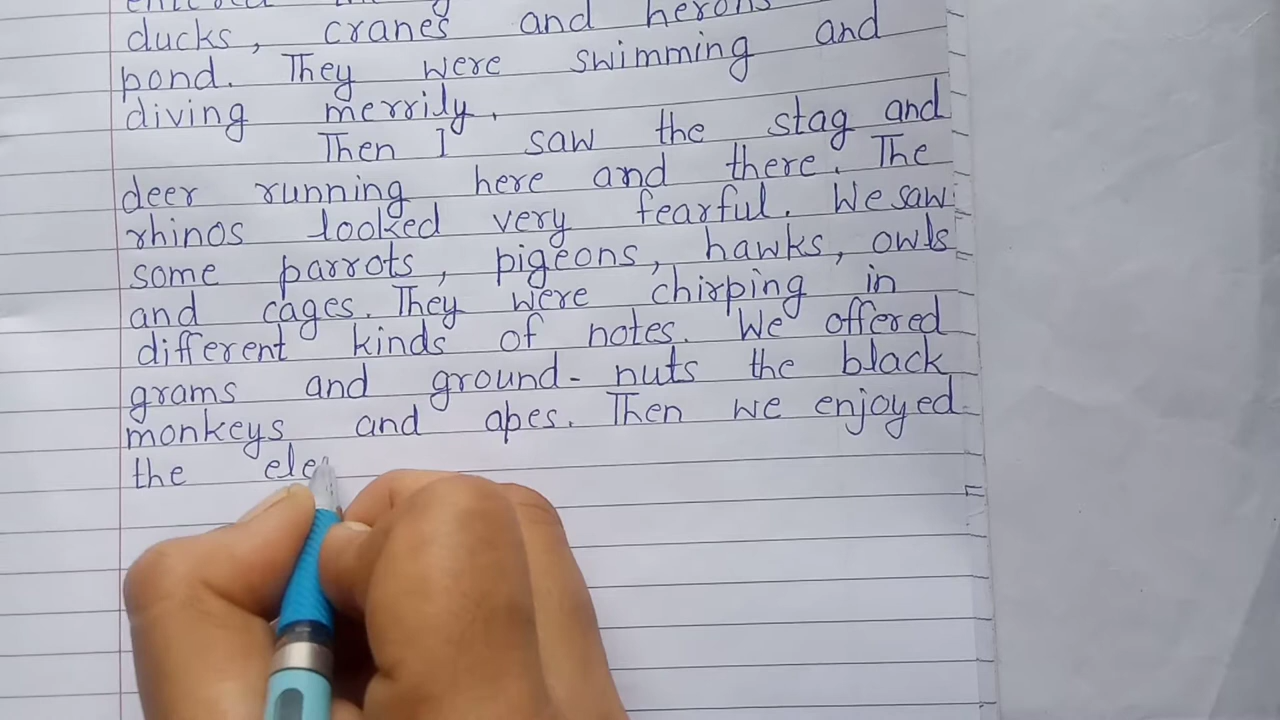 ducks, cranes and herons
pond. They were swimming and
diving merrily.
Then I saw the stag and
deer running here and there. The
rhinos looked very fearful. We saw
some parrots, pigeons, hawks, owls
and cages. They were chirping in
different kinds of notes. We offered
grams and ground-nuts the black
monkeys and apes. Then we enjoyed
the ele